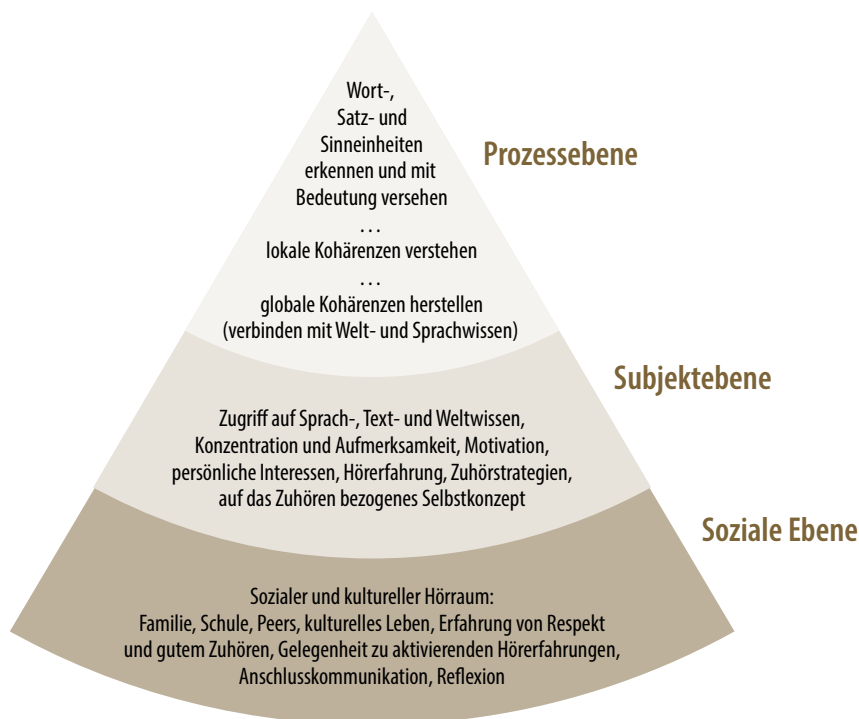 Wort-,
Satz- und
Sinneinheiten
erkennen und mit
Bedeutung versehen
. . .
lokale Kohärenzen verstehen
. . .
globale Kohärenzen herstellen
(verbinden mit Welt- und Sprachwissen)
Prozessebene
Zugriff auf Sprach-, Text- und Weltwissen,
Konzentration und Aufmerksamkeit, Motivation,
persönliche Interessen, Hörerfahrung, Zuhörstrategien,
auf das Zuhören bezogenes Selbstkonzept
Subjektebene
Sozialer und kultureller Hörraum:
Familie, Schule, Peers, kulturelles Leben, Erfahrung von Respekt
und gutem Zuhören, Gelegenheit zu aktivierenden Hörerfahrungen,
Anschlusskommunikation, Reflexion
Soziale Ebene